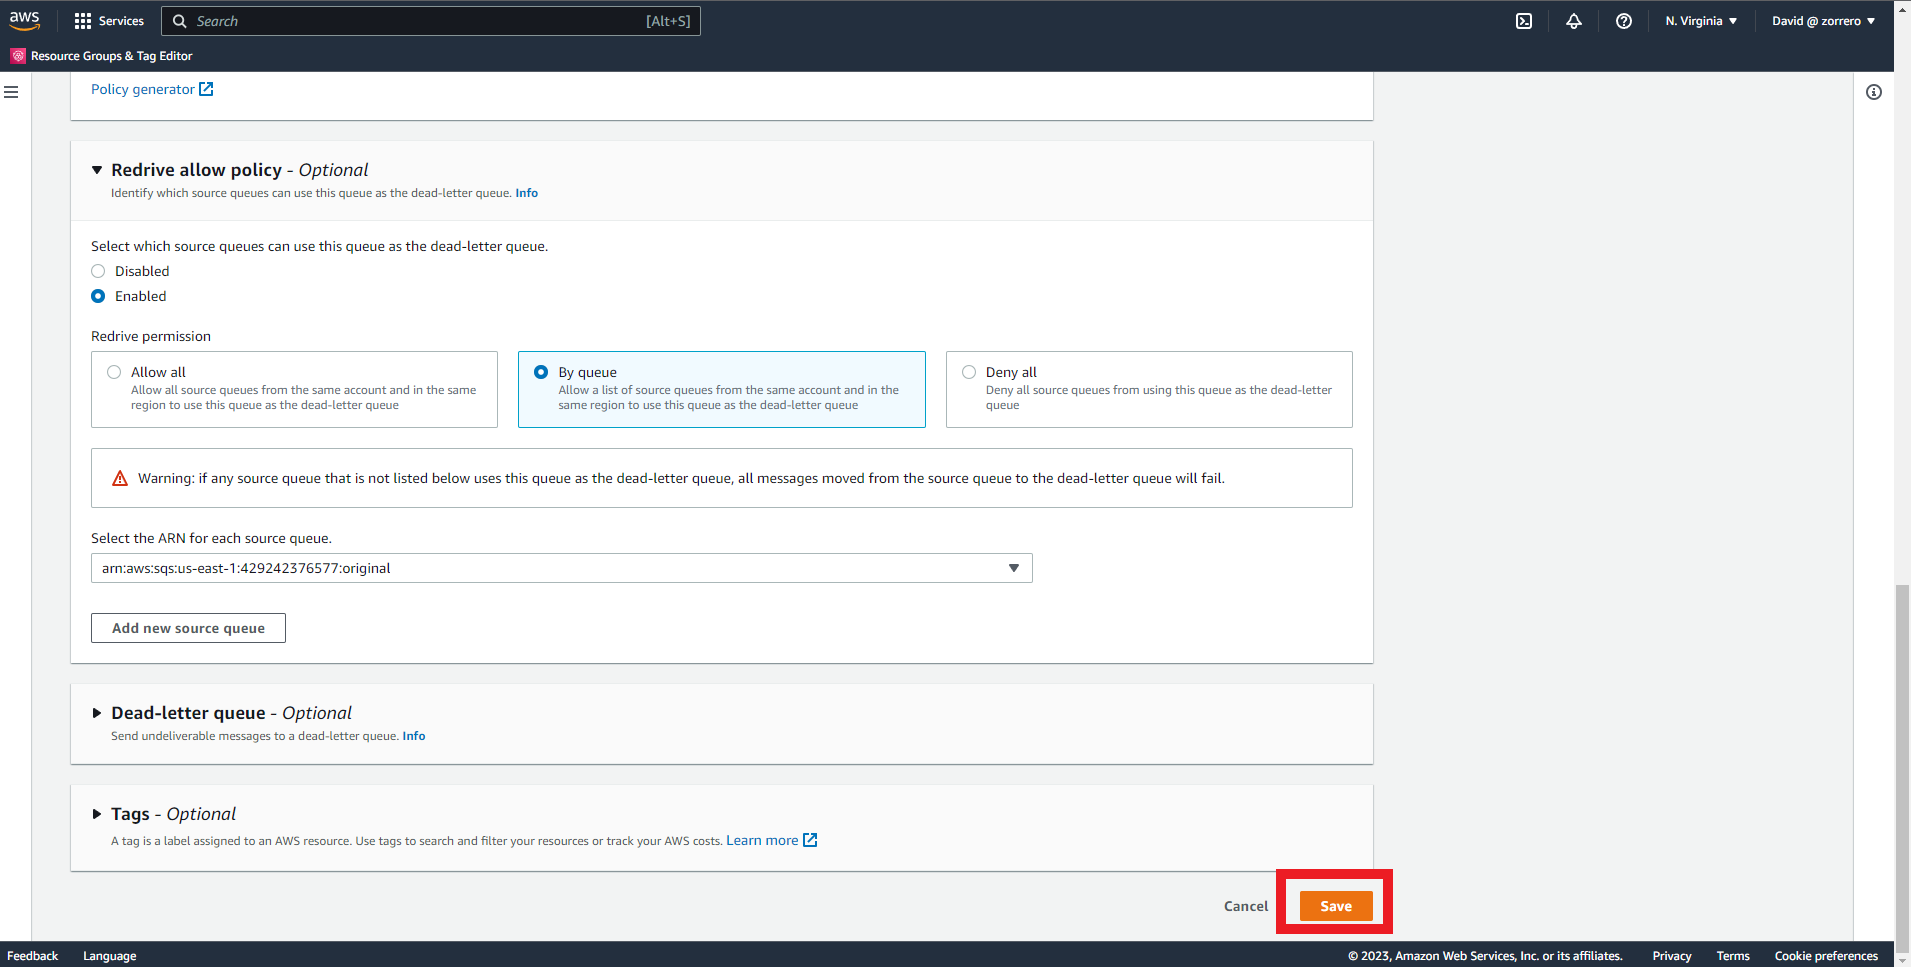 aws
Services
Search
[Alt+S]
N. Virginia
David @ zorrero
Resource Groups & Tag Editor
Policy generator
Redrive allow policy - Optional
Identify which source queues can use this queue as the dead-letter queue. Info
Select which source queues can use this queue as the dead-letter queue.
Disabled
Enabled
Redrive permission
Allow all
Allow all source queues from the same account and in the same
region to use this queue as the dead-letter queue
By queue
Allow a list of source queues from the same account and in the
same region to use this queue as the dead-letter queue
Deny all
Deny all source queues from using this queue as the dead-letter
queue
Warning: if any source queue that is not listed below uses this queue as the dead-letter queue, all messages moved from the source queue to the dead-letter queue will fail.
Select the ARN for each source queue.
arn:aws:sqs:us-east-1:429242376577:original
Add new source queue
Dead-letter queue - Optional
Send undeliverable messages to a dead-letter queue. Info
Tags - Optional
A tag is a label assigned to an AWS resource. Use tags to search and filter your resources or track your AWS costs. Learn more
Cancel
Save
Feedback
Language
© 2023, Amazon Web Services, Inc. or its affiliates.
Privacy
Terms
Cookie preferences